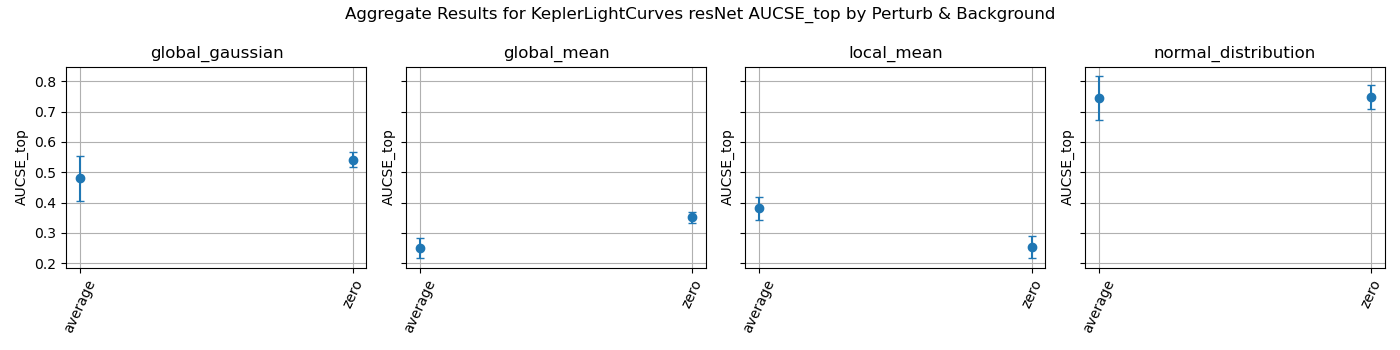 Aggregate Results for KeplerLightCurves resNet AUCSE_top by Perturb & Background
global_gaussian
global_mean
local_mean
normal_distribution
AUCSE_top
0.8
0.7
0.6
0.5
0.4
0.3
0.2
average
zero
AUCSE_top
average
zero
AUCSE_top
average
zero
AUCSE_top
average
zero